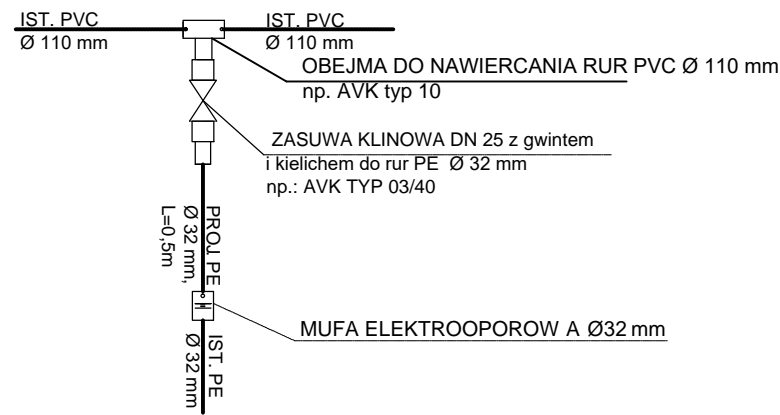 IST. PVC
Ø 110 mm
IST. PVC
Ø 110 mm
OBEJMA DO NAWIERCANIA RUR PVC Ø 110 mm
np. AVK typ 10
ZASUWA KLINOWA DN 25 z gwintem
i kielichem do rur PE Ø 32 mm
np.: AVK TYP 03/40
PROJ. PE
Ø 32 mm,
L=0,5m
MUFA ELEKTROOPOROW A Ø32 mm
IST. PE
Ø 32 mm